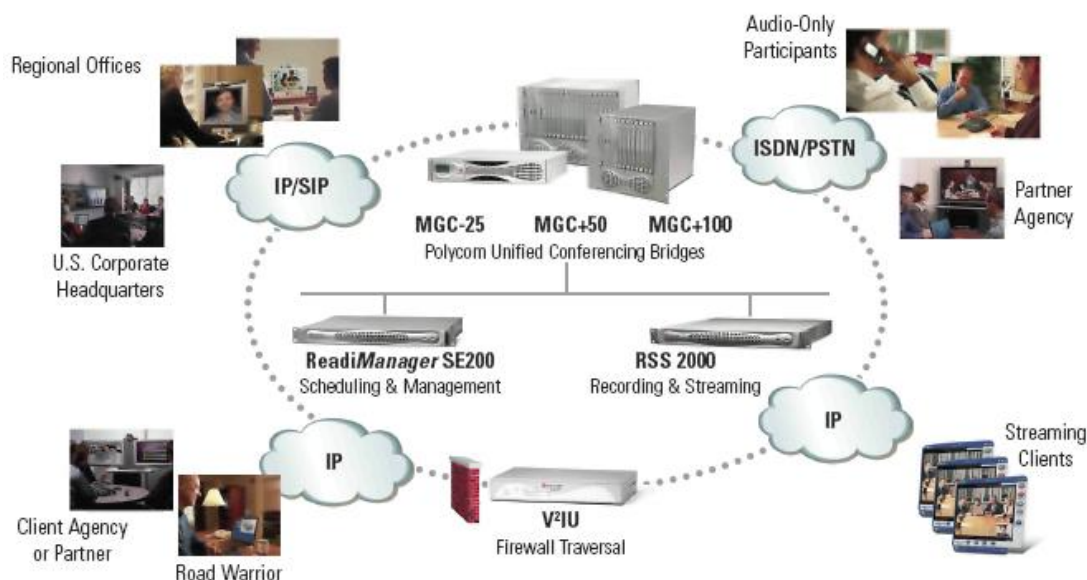 Regional Offices
Audio-Only
Participants
IP/SIP
ISDN/PSTN
U.S. Corporate
Headquarters
Partner
Agency
MGC-25 MGC+50 MGC+100
Polycom Unified Conferencing Bridges
ReadiManager SE200
Scheduling & Management
RSS 2000
Recording & Streaming
IP
IP
Streaming
Clients
Client Agency
or Partner
Road Warrior
V²IU
Firewall Traversal